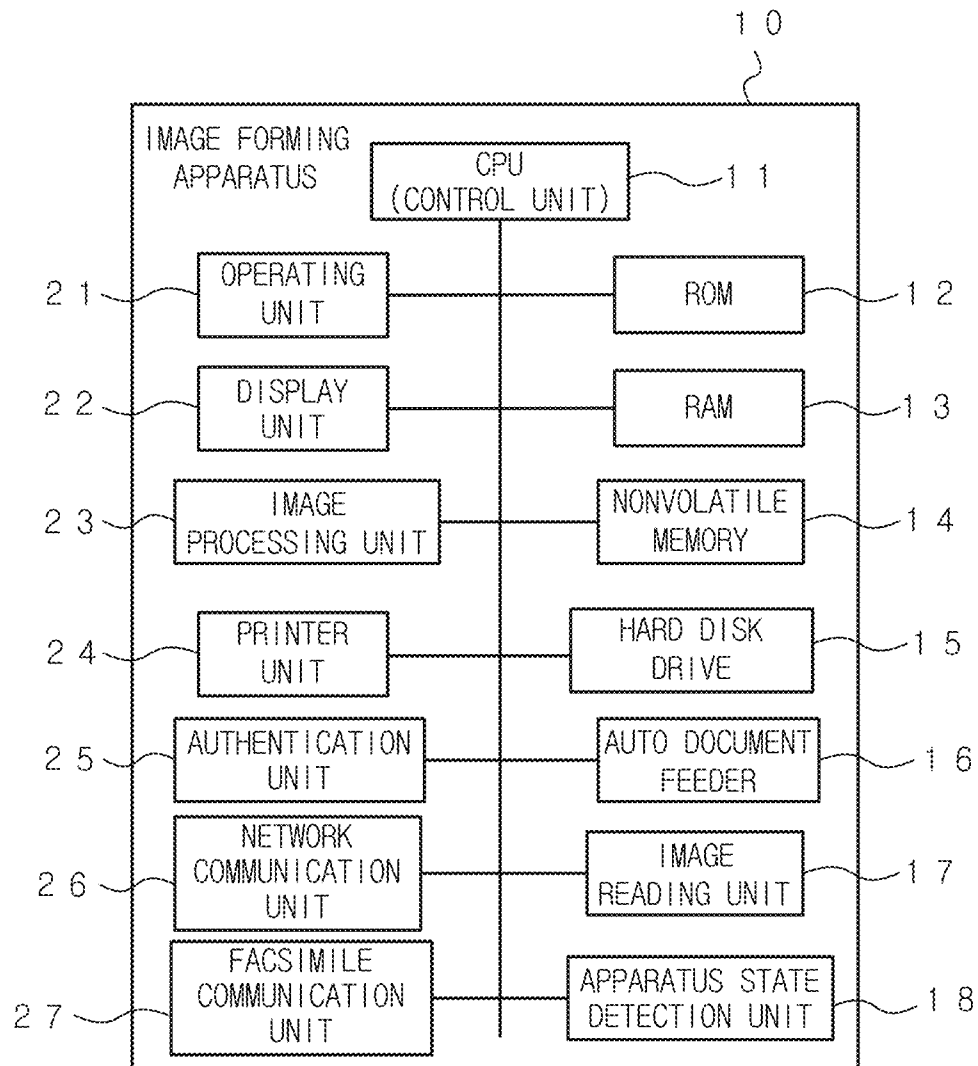 10
IMAGE FORMING
APPARATUS
CPU
(CONTROL UNIT)
11
21
OPERATING
UNIT
ROM
12
22
DISPLAY
UNIT
RAM
13
23
IMAGE
PROCESSING UNIT
NONVOLATILE
MEMORY
14
24
PRINTER
UNIT
HARD DISK
DRIVE
15
25
AUTHENTICATION
UNIT
AUTO DOCUMENT
FEEDER
16
26
NETWORK
COMMUNICATION
UNIT
IMAGE
READING UNIT
17
27
FACSIMILE
COMMUNICATION
UNIT
APPARATUS STATE
DETECTION UNIT
18